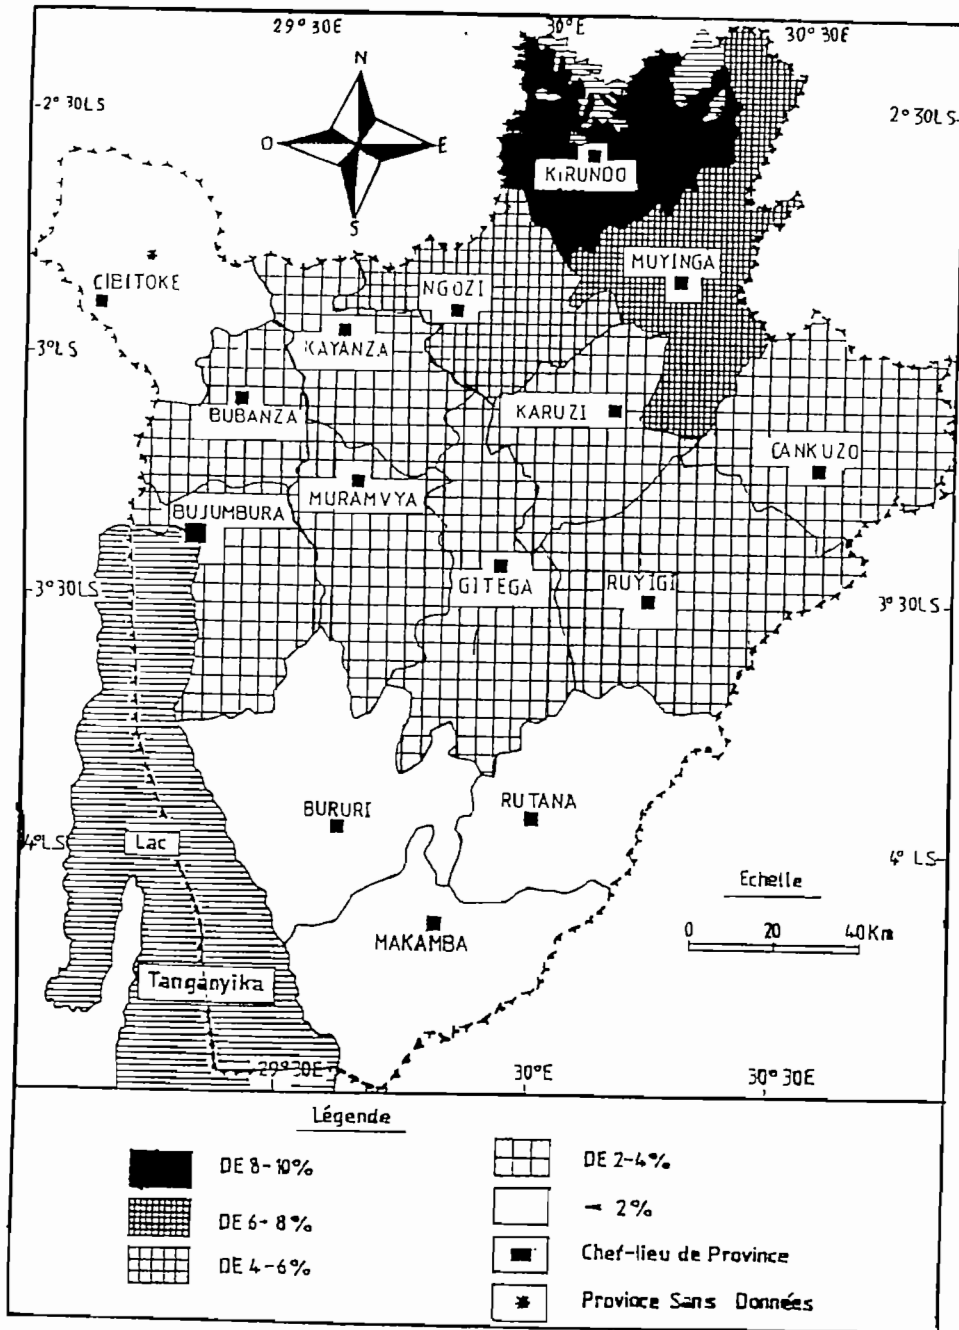 29°30E 30°E 30°30E
N
2°30LS 2°30LS
O E
S
KiRUNDO
MUYINGA
CIBITOKE
NGOZI
3°LS
KAYANZA
BUBANZA
KARUZI
CANKUZO
MURAMVYA
BUJUMBURA
GITEGA
RUYIGI
3°30LS 3°30LS
BURURI
RUTANA
4°LS 4°LS
Lac
Echelle
MAKAMBA
0 20 40Km
Tanganyika
29°30E 30°E 30°30E
Légende
DE 8-10%
DE 6-8%
DE 4-6%
DE 2-4%
< 2%
Chef-lieu de Province
Province Sans Données